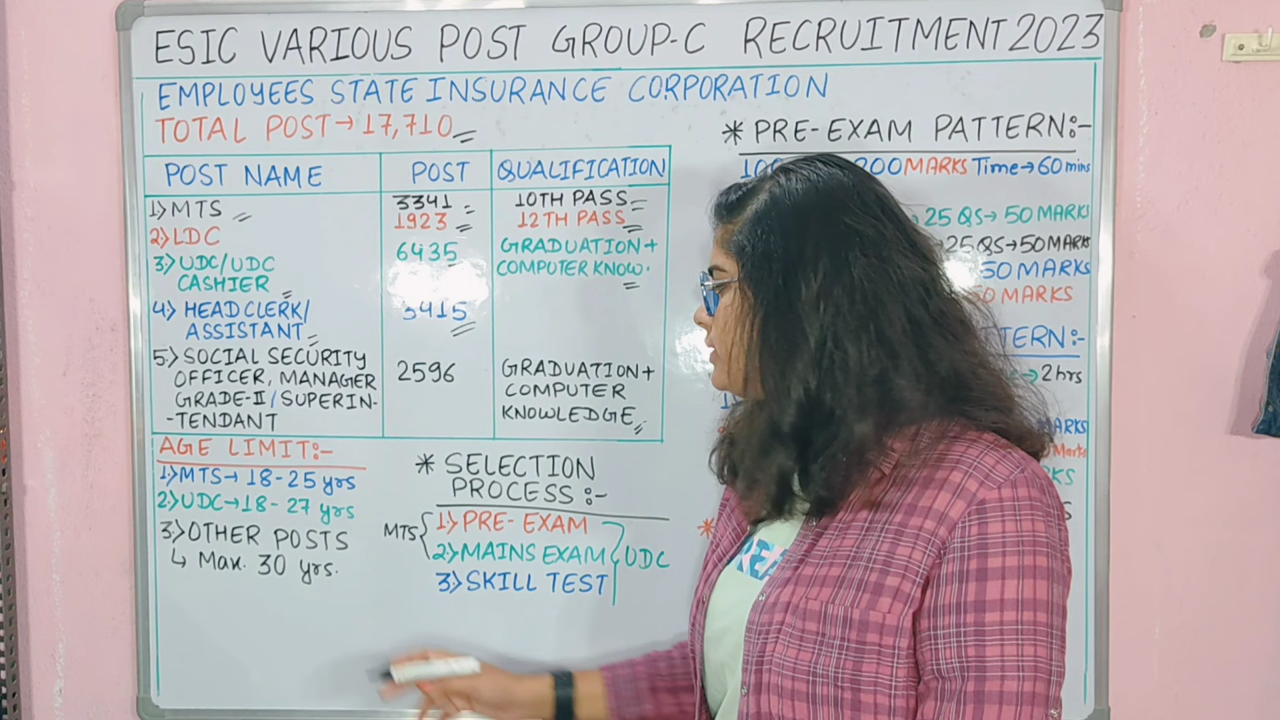 ESIC VARIOUS POST GROUP-C RECRUITMENT 2023
EMPLOYEES STATE INSURANCE CORPORATION
TOTAL POST→17,710
POST NAME POST QUALIFICATION
1)MTS 3341 10TH PASS
2)LDC 1923 12TH PASS
3)UDC/UDC 6435 GRADUATION+
CASHIER COMPUTER KNOW.
4) HEAD CLERK/ 3415
ASSISTANT
5) SOCIAL SECURITY
OFFICER, MANAGER 2596 GRADUATION+
GRADE-II/SUPERIN- COMPUTER
-TENDANT KNOWLEDGE
AGE LIMIT:-
1)MTS→ 18-25 yrs
2)UDC→18-27 yrs
3)OTHER POSTS
↳ Max. 30 yrs.
* SELECTION
PROCESS:-
MTS 1) PRE-EXAM
2)MAINS EXAM UDC
3)SKILL TEST
* PRE-EXAM PATTERN:-
MARKS Time→60 mins
25 QS→ 50 MARKS
25 QS→50 MARK
50 MARKS
MARKS
TERN:-
→2hrs
ARKS
Marks
KS